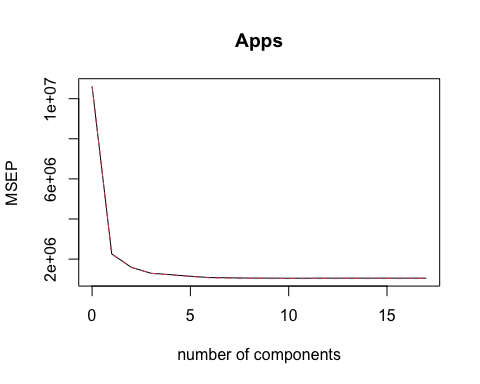 Apps
1e+07
6e+06
2e+06
MSEP
0 5 10 15
number of components